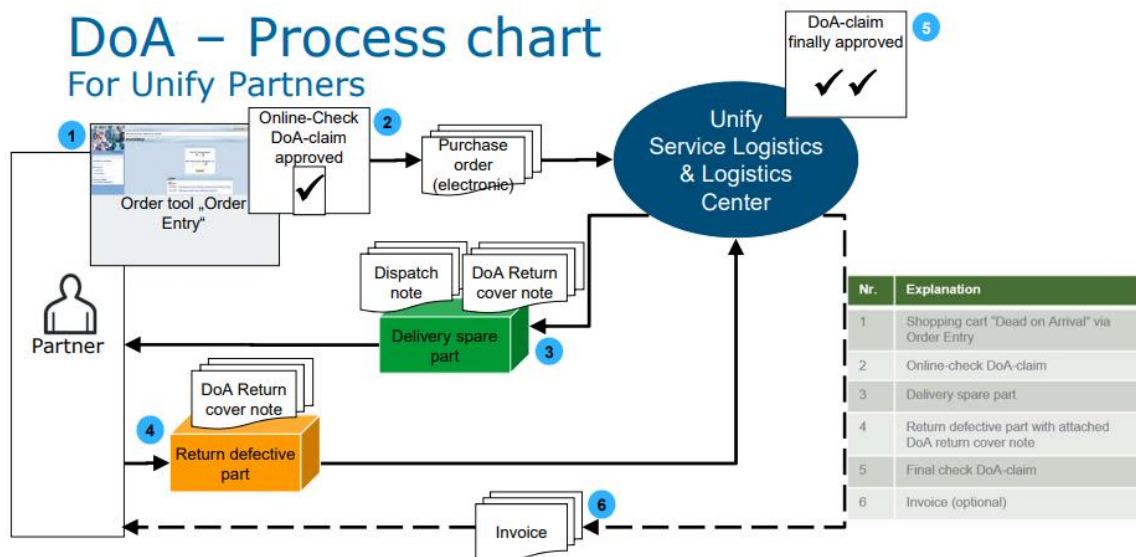 DoA – Process chart
For Unify Partners
1
Order tool „Order
Entry“
Online-Check
DoA-claim
approved
2
Purchase
order
(electronic)
Unify
Service Logistics
& Logistics
Center
DoA-claim
finally approved
5
Partner
Dispatch
note
DoA Return
cover note
Delivery spare
part
3
DoA Return
cover note
4
Return defective
part
Invoice
6
Nr. Explanation
1 Shopping cart "Dead on Arrival" via
Order Entry
2 Online-check DoA-claim
3 Delivery spare part
4 Return defective part with attached
DoA return cover note
5 Final check DoA-claim
6 Invoice (optional)